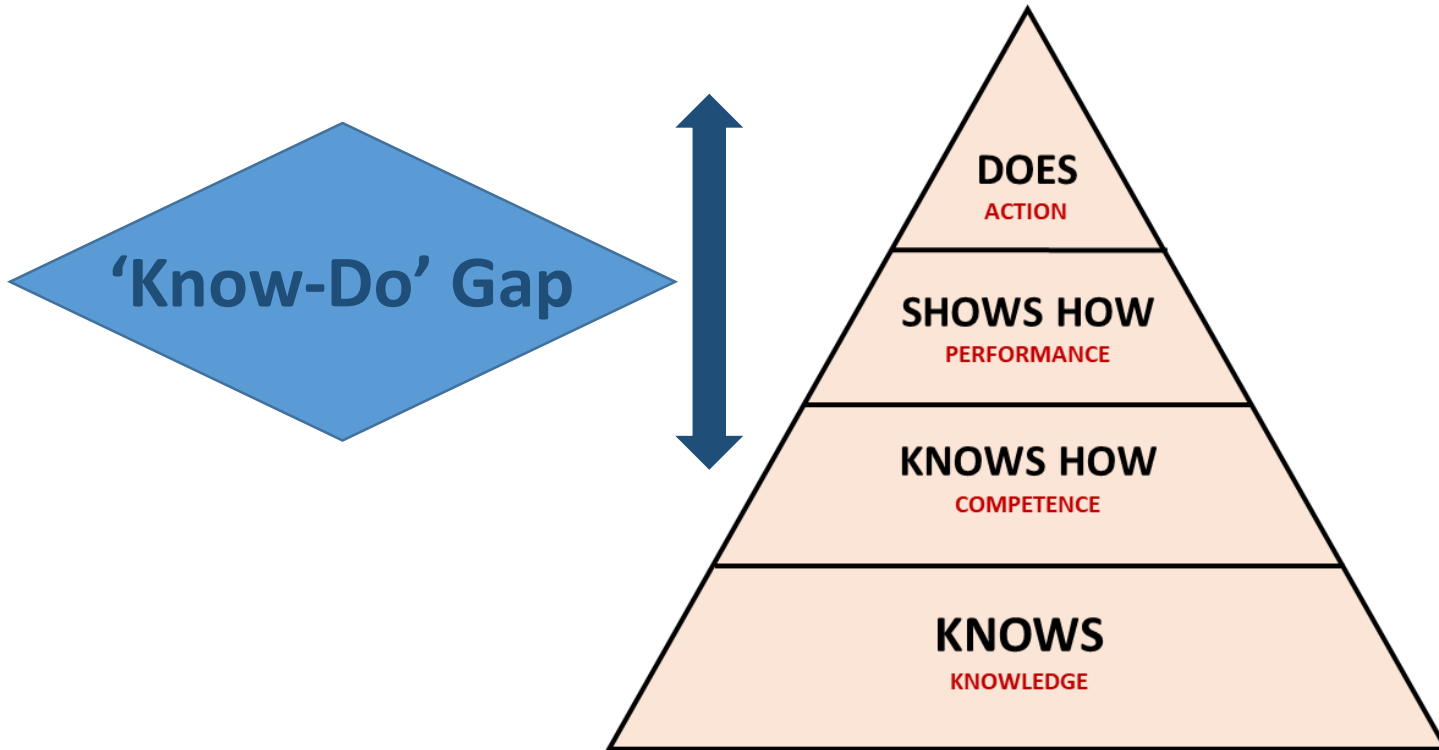 ‘Know-Do’ Gap
DOES
ACTION
SHOWS HOW
PERFORMANCE
KNOWS HOW
COMPETENCE
KNOWS
KNOWLEDGE